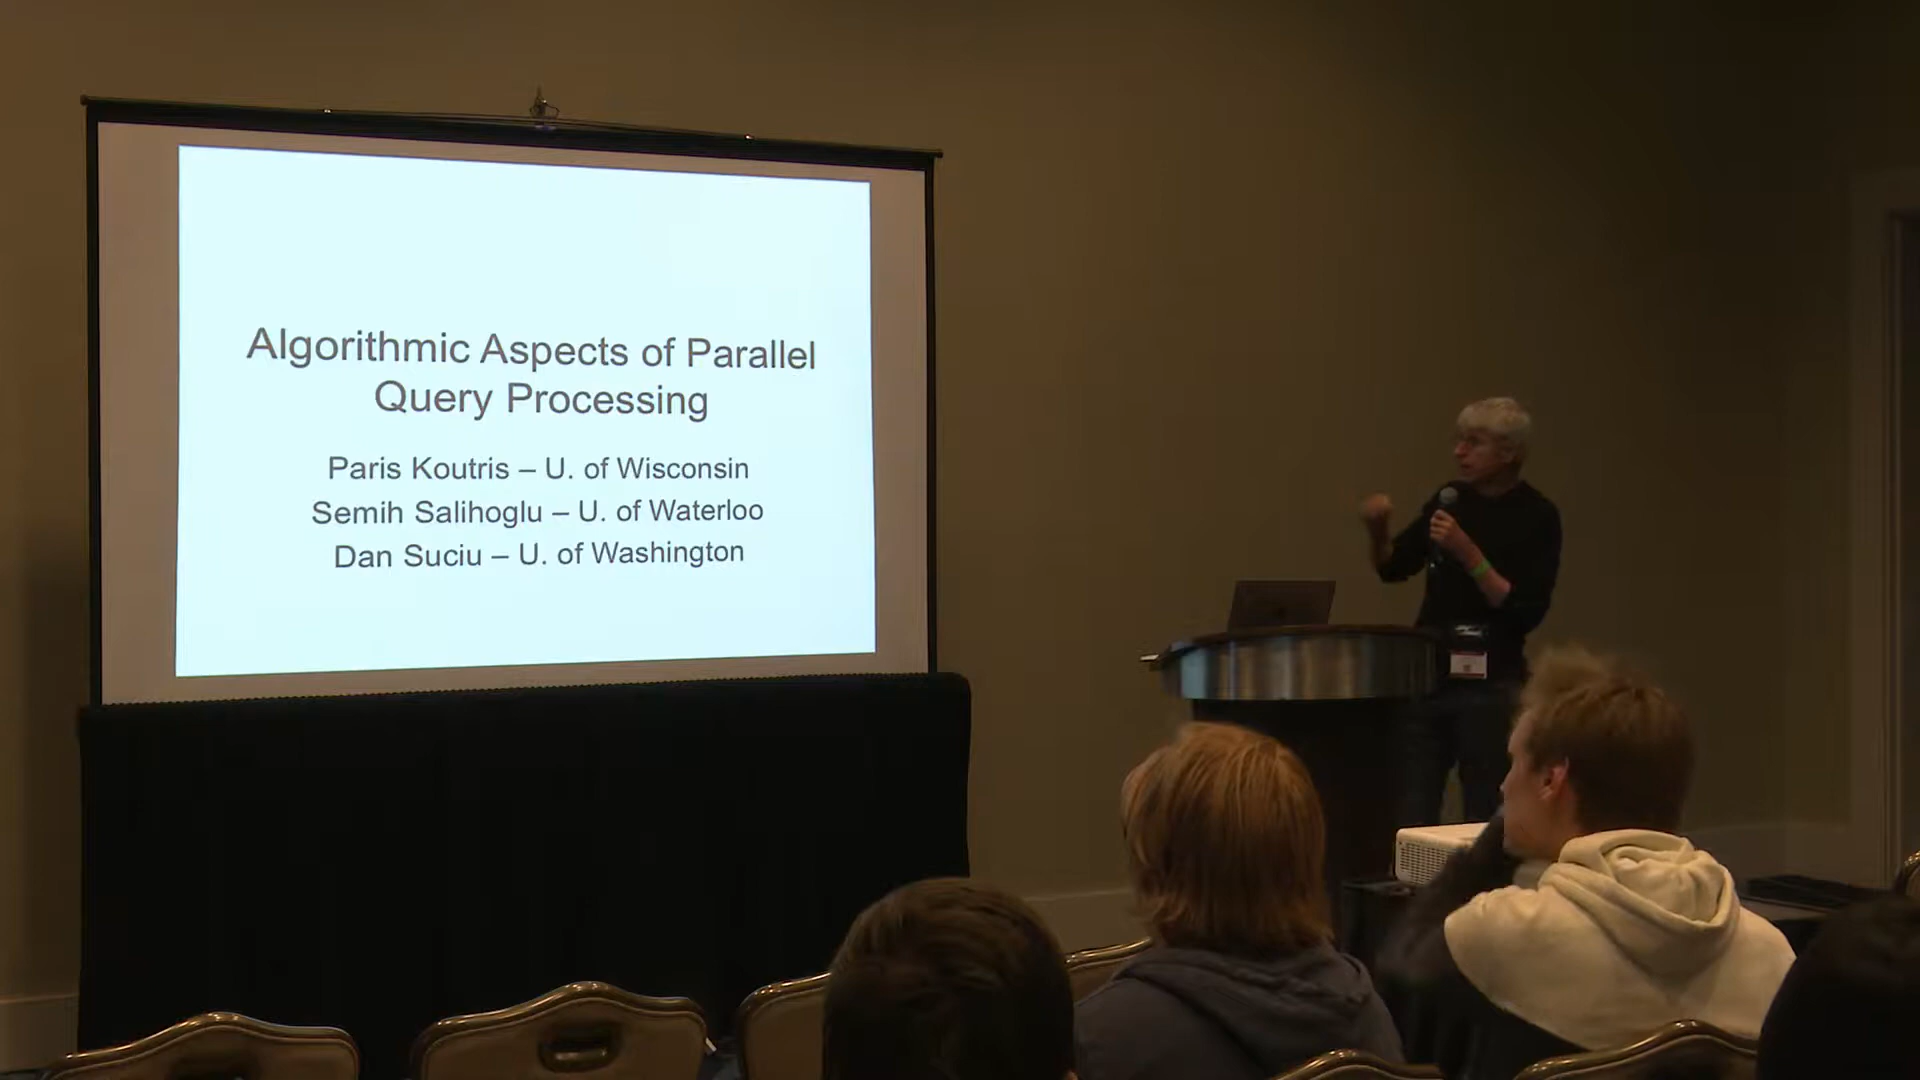 Algorithmic Aspects of Parallel
Query Processing
Paris Koutris – U. of Wisconsin
Semih Salihoglu – U. of Waterloo
Dan Suciu – U. of Washington